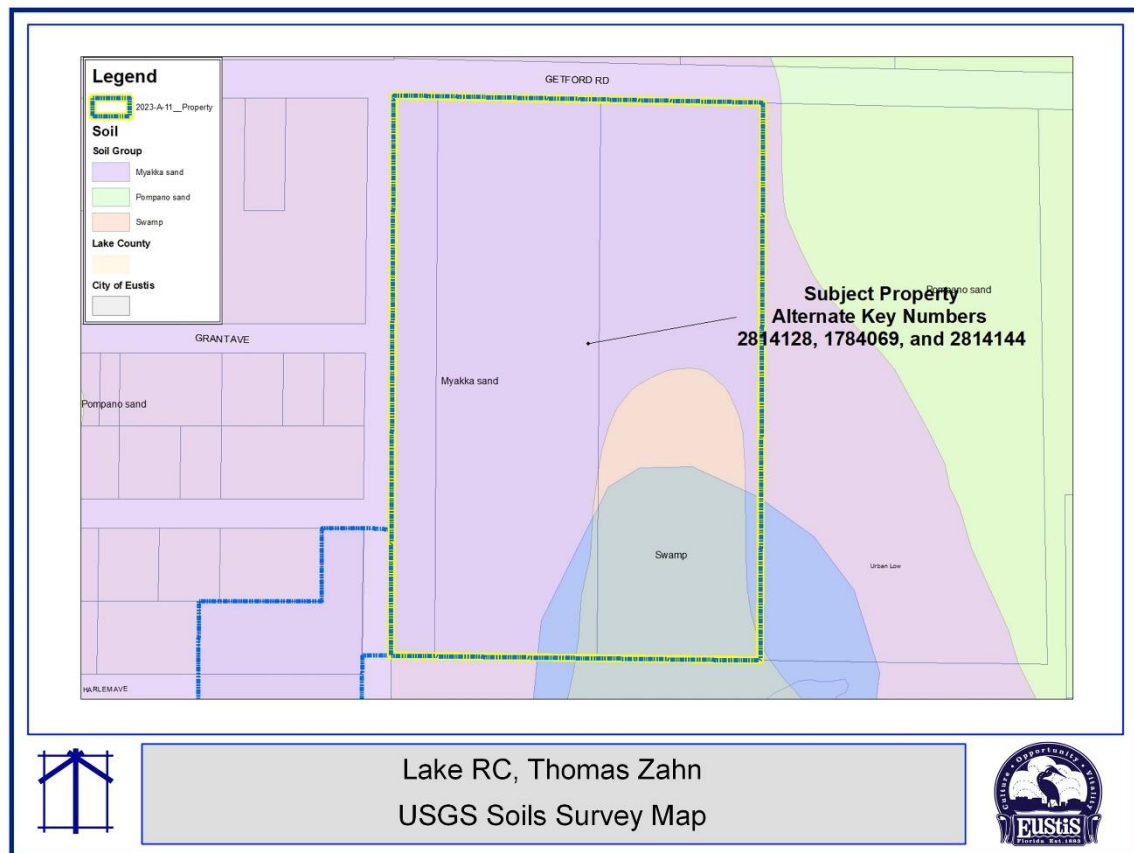 Legend
2023-A-11__Property
Soil
Soil Group
Myakka sand
Pompano sand
Swamp
Lake County
City of Eustis
GETFORD RD
GRANT AVE
Pompano sand
Myakka sand
Pompano sand
Subject Property
Alternate Key Numbers
2814128, 1784069, and 2814144
Swamp
Urban Low
HARLEM AVE
Lake RC, Thomas Zahn
USGS Soils Survey Map
Culture • Opportunity • Vitality
EUSTIS
Florida Est. 1883